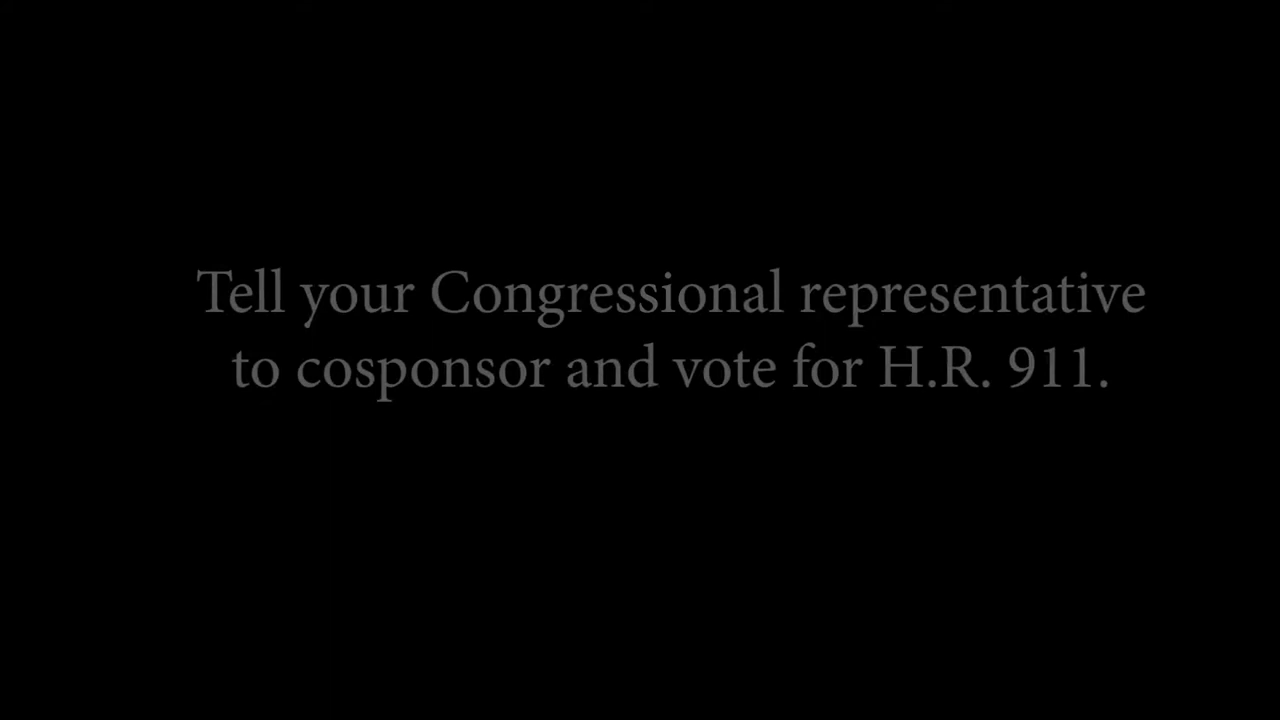 Tell your Congressional representative
to cosponsor and vote for H.R. 911.